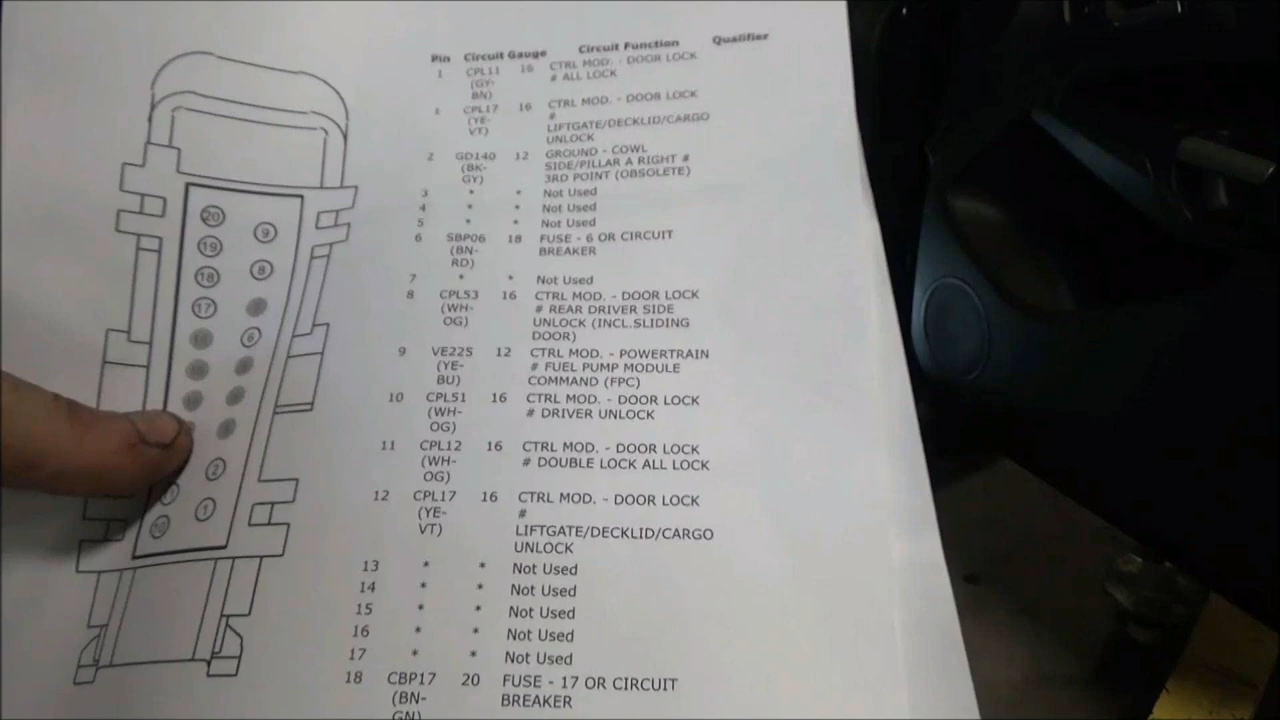 Pin Circuit Gauge Circuit Function Qualifier
1 CPL11 16 CTRL MOD. - DOOR LOCK
(GY- # ALL LOCK
BN)
1 CPL17 16 CTRL MOD. - DOOR LOCK
(YE- #
VT) LIFTGATE/DECKLID/CARGO
UNLOCK
2 GD140 12 GROUND - COWL
(BK- SIDE/PILLAR A RIGHT #
GY) 3RD POINT (OBSOLETE)
3 * * Not Used
4 * * Not Used
5 * * Not Used
6 SBP06 18 FUSE - 6 OR CIRCUIT
(BN- BREAKER
RD)
7 * * Not Used
8 CPL53 16 CTRL MOD. - DOOR LOCK
(WH- # REAR DRIVER SIDE
OG) UNLOCK (INCL.SLIDING
DOOR)
9 VE225 12 CTRL MOD. - POWERTRAIN
(YE- # FUEL PUMP MODULE
BU) COMMAND (FPC)
10 CPL51 16 CTRL MOD. - DOOR LOCK
(WH- # DRIVER UNLOCK
OG)
11 CPL12 16 CTRL MOD. - DOOR LOCK
(WH- # DOUBLE LOCK ALL LOCK
OG)
12 CPL17 16 CTRL MOD. - DOOR LOCK
(YE- #
VT) LIFTGATE/DECKLID/CARGO
UNLOCK
13 * * Not Used
14 * * Not Used
15 * * Not Used
16 * * Not Used
17 * * Not Used
18 CBP17 20 FUSE - 17 OR CIRCUIT
(BN- BREAKER
GN)
20
9
19
8
18
17
6
2
1
10